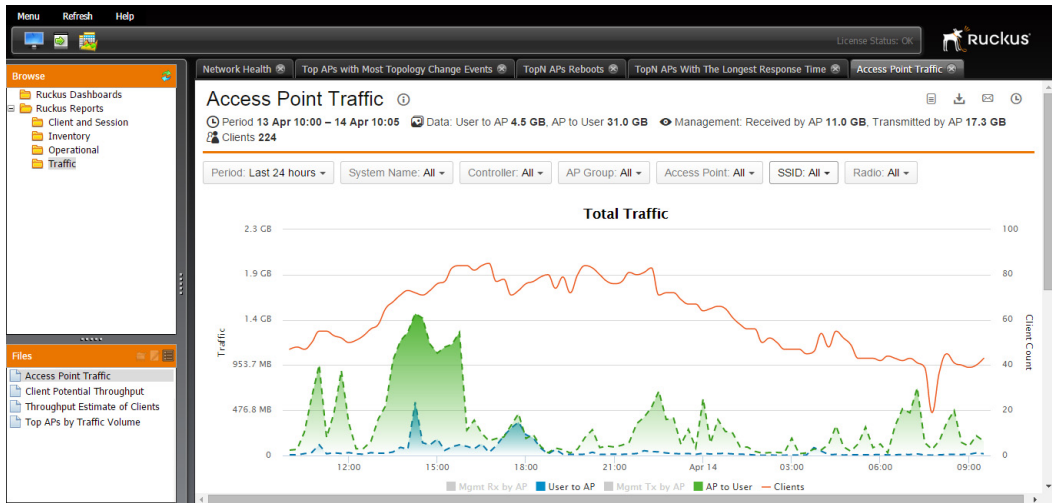 Menu Refresh Help
License Status: OK
RUCKUS
Browse
Ruckus Dashboards
Ruckus Reports
Client and Session
Inventory
Operational
Traffic
Files
Access Point Traffic
Client Potential Throughput
Throughput Estimate of Clients
Top APs by Traffic Volume
Network Health
Top APs with Most Topology Change Events
TopN APs Reboots
TopN APs With The Longest Response Time
Access Point Traffic
Access Point Traffic
Period 13 Apr 10:00 – 14 Apr 10:05 Data: User to AP 4.5 GB, AP to User 31.0 GB Management: Received by AP 11.0 GB, Transmitted by AP 17.3 GB
Clients 224
Period: Last 24 hours System Name: All Controller: All AP Group: All Access Point: All SSID: All Radio: All
Total Traffic
2.3 GB 100
1.9 GB 80
1.4 GB 60
953.7 MB 40
476.8 MB 20
0 0
Traffic
Client Count
12:00 15:00 18:00 21:00 Apr 14 03:00 06:00 09:00
Mgmt Rx by AP User to AP Mgmt Tx by AP AP to User Clients